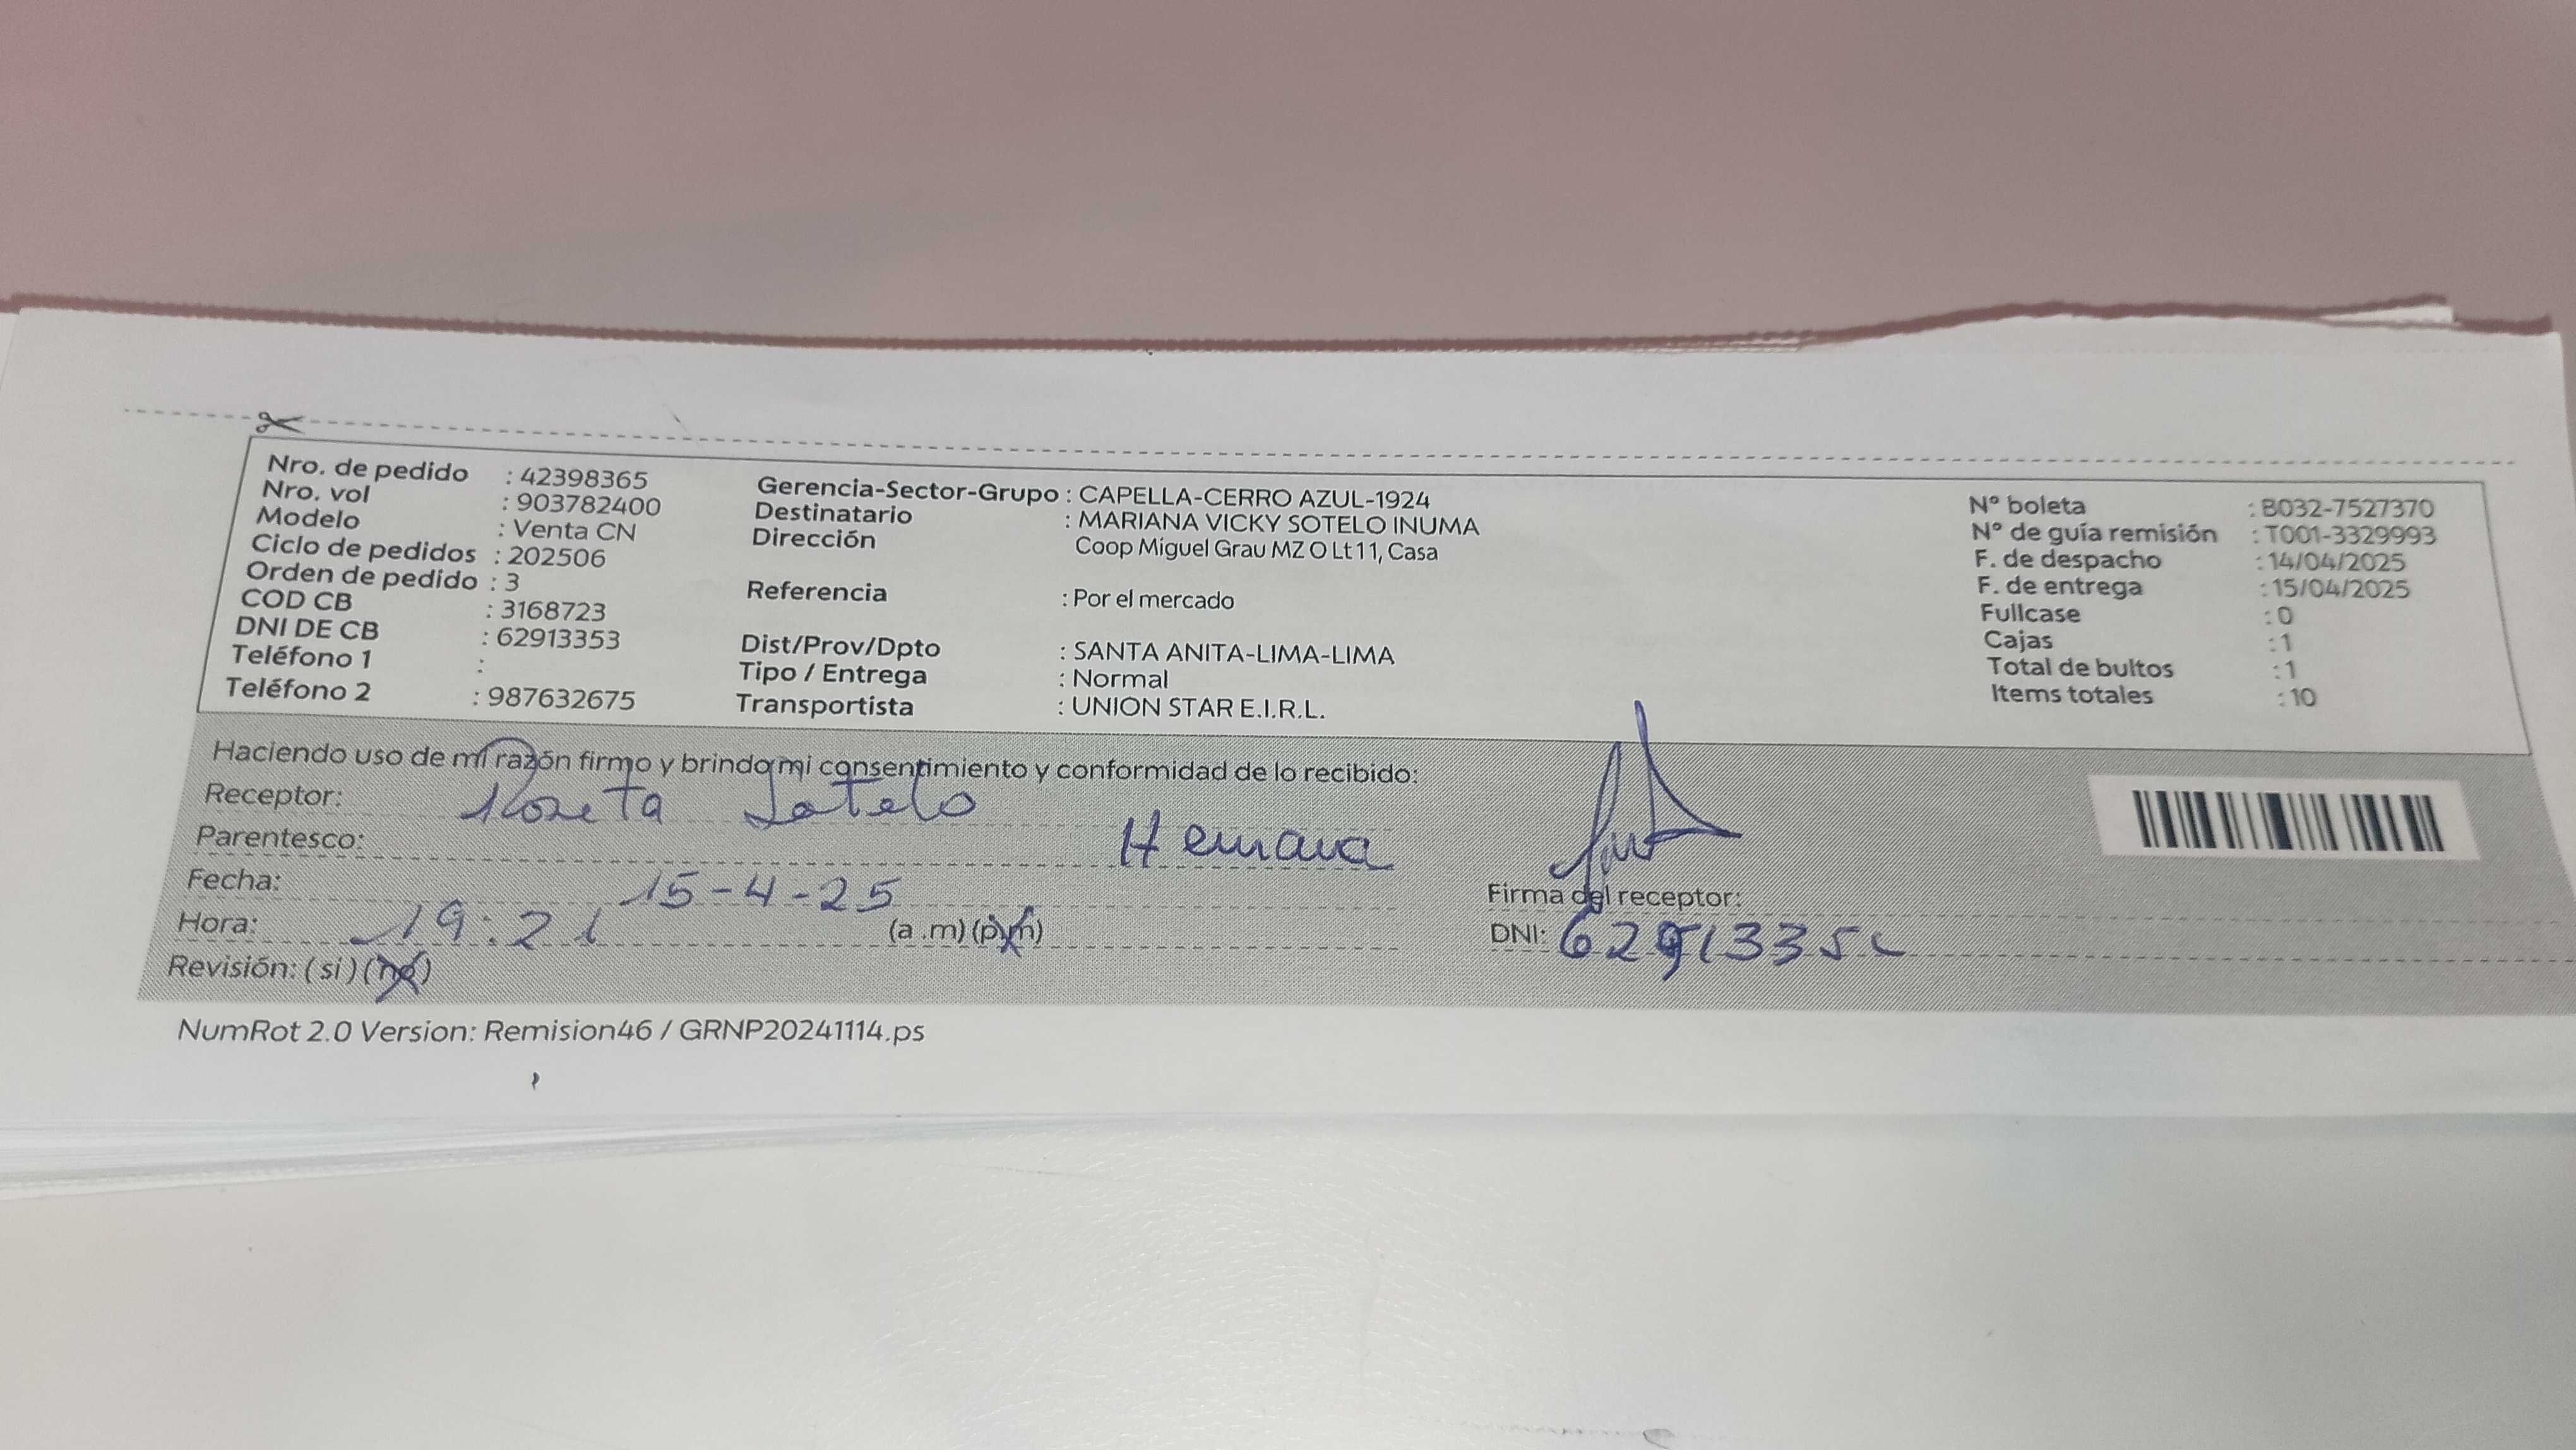 Nro. de pedido : 42398365
Nro. vol : 903782400
Modelo : Venta CN
Ciclo de pedidos : 202506
Orden de pedido : 3
COD CB : 3168723
DNI DE CB : 62913353
Teléfono 1 :
Teléfono 2 : 987632675
Gerencia-Sector-Grupo : CAPELLA-CERRO AZUL-1924
Destinatario : MARIANA VICKY SOTELO INUMA
Dirección Coop Miguel Grau MZ O Lt 11, Casa
Referencia : Por el mercado
Dist/Prov/Dpto : SANTA ANITA-LIMA-LIMA
Tipo / Entrega : Normal
Transportista : UNION STAR E.I.R.L.
N° boleta : B032-7527370
N° de guía remisión : T001-3329993
F. de despacho : 14/04/2025
F. de entrega : 15/04/2025
Fullcase : 0
Cajas : 1
Total de bultos : 1
Items totales : 10
Haciendo uso de mi razón firmo y brindo mi consentimiento y conformidad de lo recibido:
Receptor: Roseta Sotelo
Parentesco: Hemana
Fecha: 15-4-25
Hora: 19:21 (a .m) (p.m)
Revisión: (si) (no)
Firma del receptor:
DNI:
NumRot 2.0 Version: Remision46 / GRNP20241114.ps